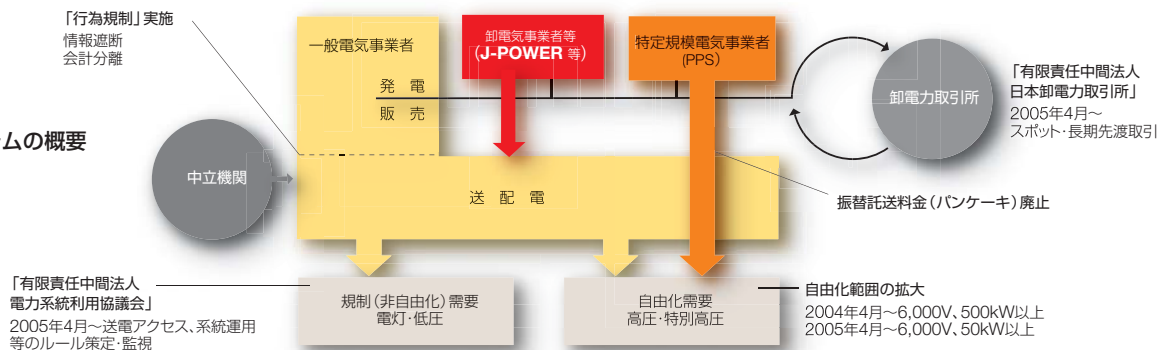 「行為規制」実施
情報遮断
会計分離
一般電気事業者
発 電
販 売
卸電気事業者等
(J-POWER 等)
特定規模電気事業者
(PPS)
卸電力取引所
「有限責任中間法人
日本卸電力取引所」
2005年4月～
スポット・長期先渡取引
ムの概要
中立機関
送 配 電
振替託送料金(パンケーキ)廃止
「有限責任中間法人
電力系統利用協議会」
2005年4月～送電アクセス、系統運用
等のルール策定・監視
規制(非自由化)需要
電灯・低圧
自由化需要
高圧・特別高圧
自由化範囲の拡大
2004年4月～6,000V、500kW以上
2005年4月～6,000V、50kW以上